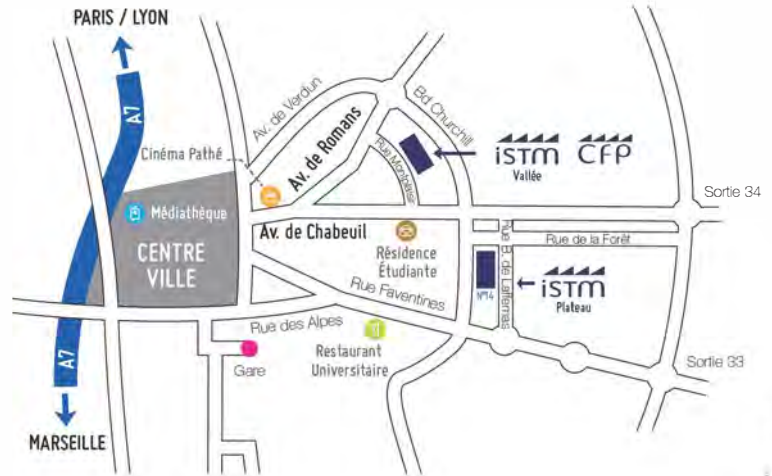 PARIS / LYON
A7
Av. de Verdun
Bd Churchill
Cinéma Pathé
Av. de Romans
Rue Montplaisir
iSTM CFP
Vallée
Sortie 34
Médiathèque
Av. de Chabeuil
Rue de la Forêt
CENTRE
VILLE
Résidence
Étudiante
Rue B. de Laffemas
Rue Faventines
N°14
iSTM
Plateau
Rue des Alpes
Gare
Restaurant
Universitaire
Sortie 33
A7
MARSEILLE